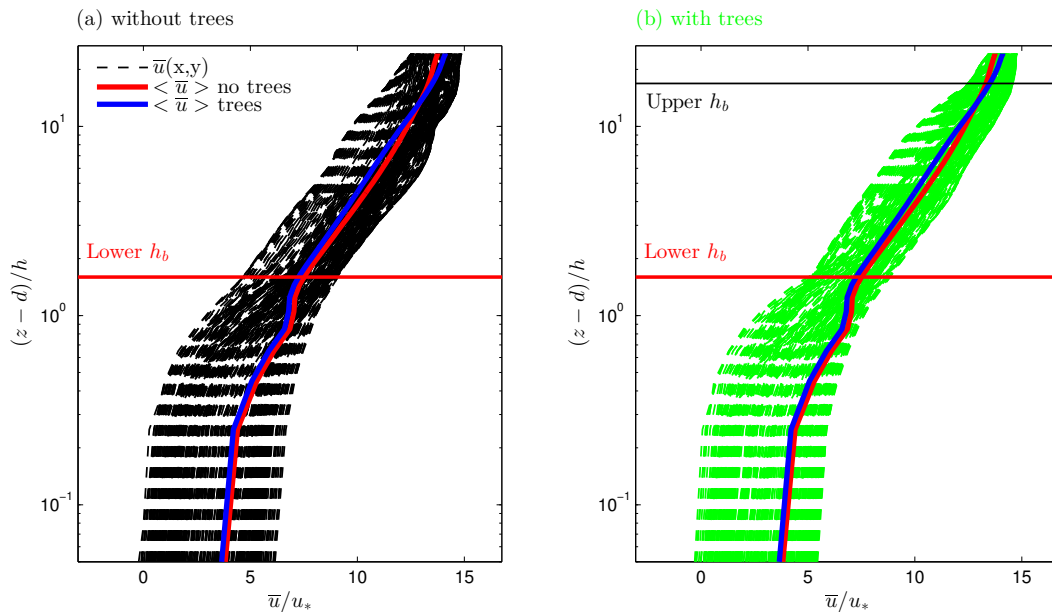 (a) without trees
u̅(x,y)
< u̅ > no trees
< u̅ > trees
Lower h_b
(z − d)/h
10^1
10^0
10^−1
0 5 10 15
u̅/u_*
(b) with trees
Upper h_b
Lower h_b
(z − d)/h
10^1
10^0
10^−1
0 5 10 15
u̅/u_*